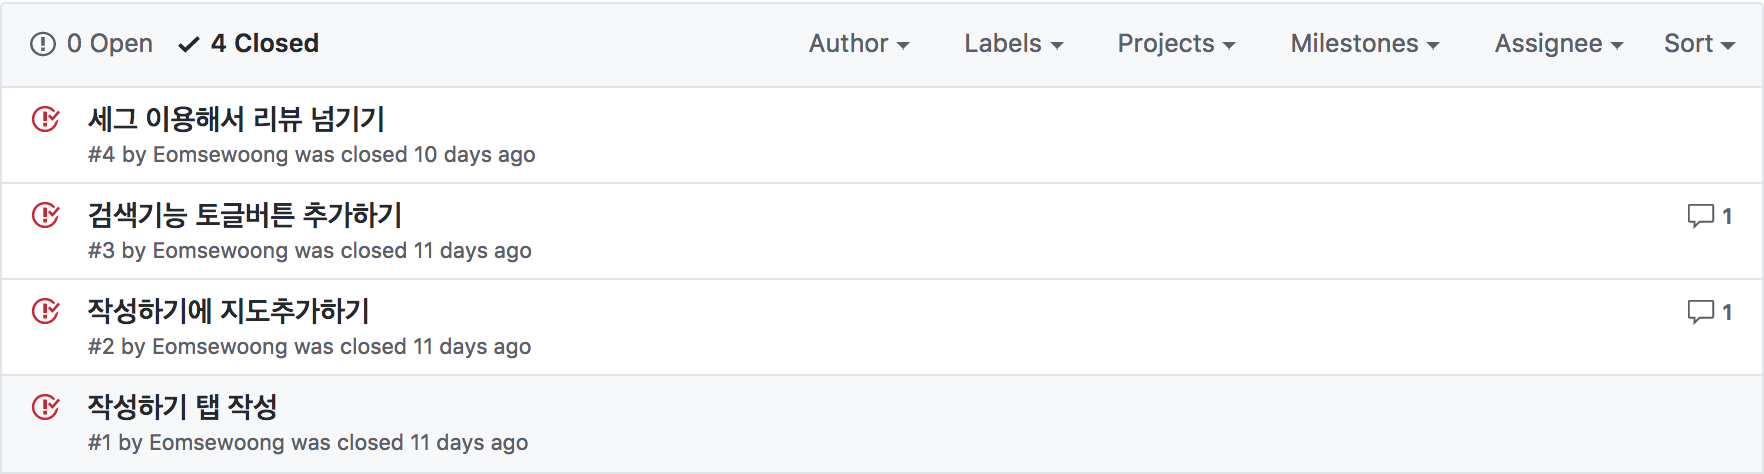 0 Open 4 Closed Author Labels Projects Milestones Assignee Sort
세그 이용해서 리뷰 넘기기
#4 by Eomsewoong was closed 10 days ago
검색기능 토글버튼 추가하기 1
#3 by Eomsewoong was closed 11 days ago
작성하기에 지도추가하기 1
#2 by Eomsewoong was closed 11 days ago
작성하기 탭 작성
#1 by Eomsewoong was closed 11 days ago